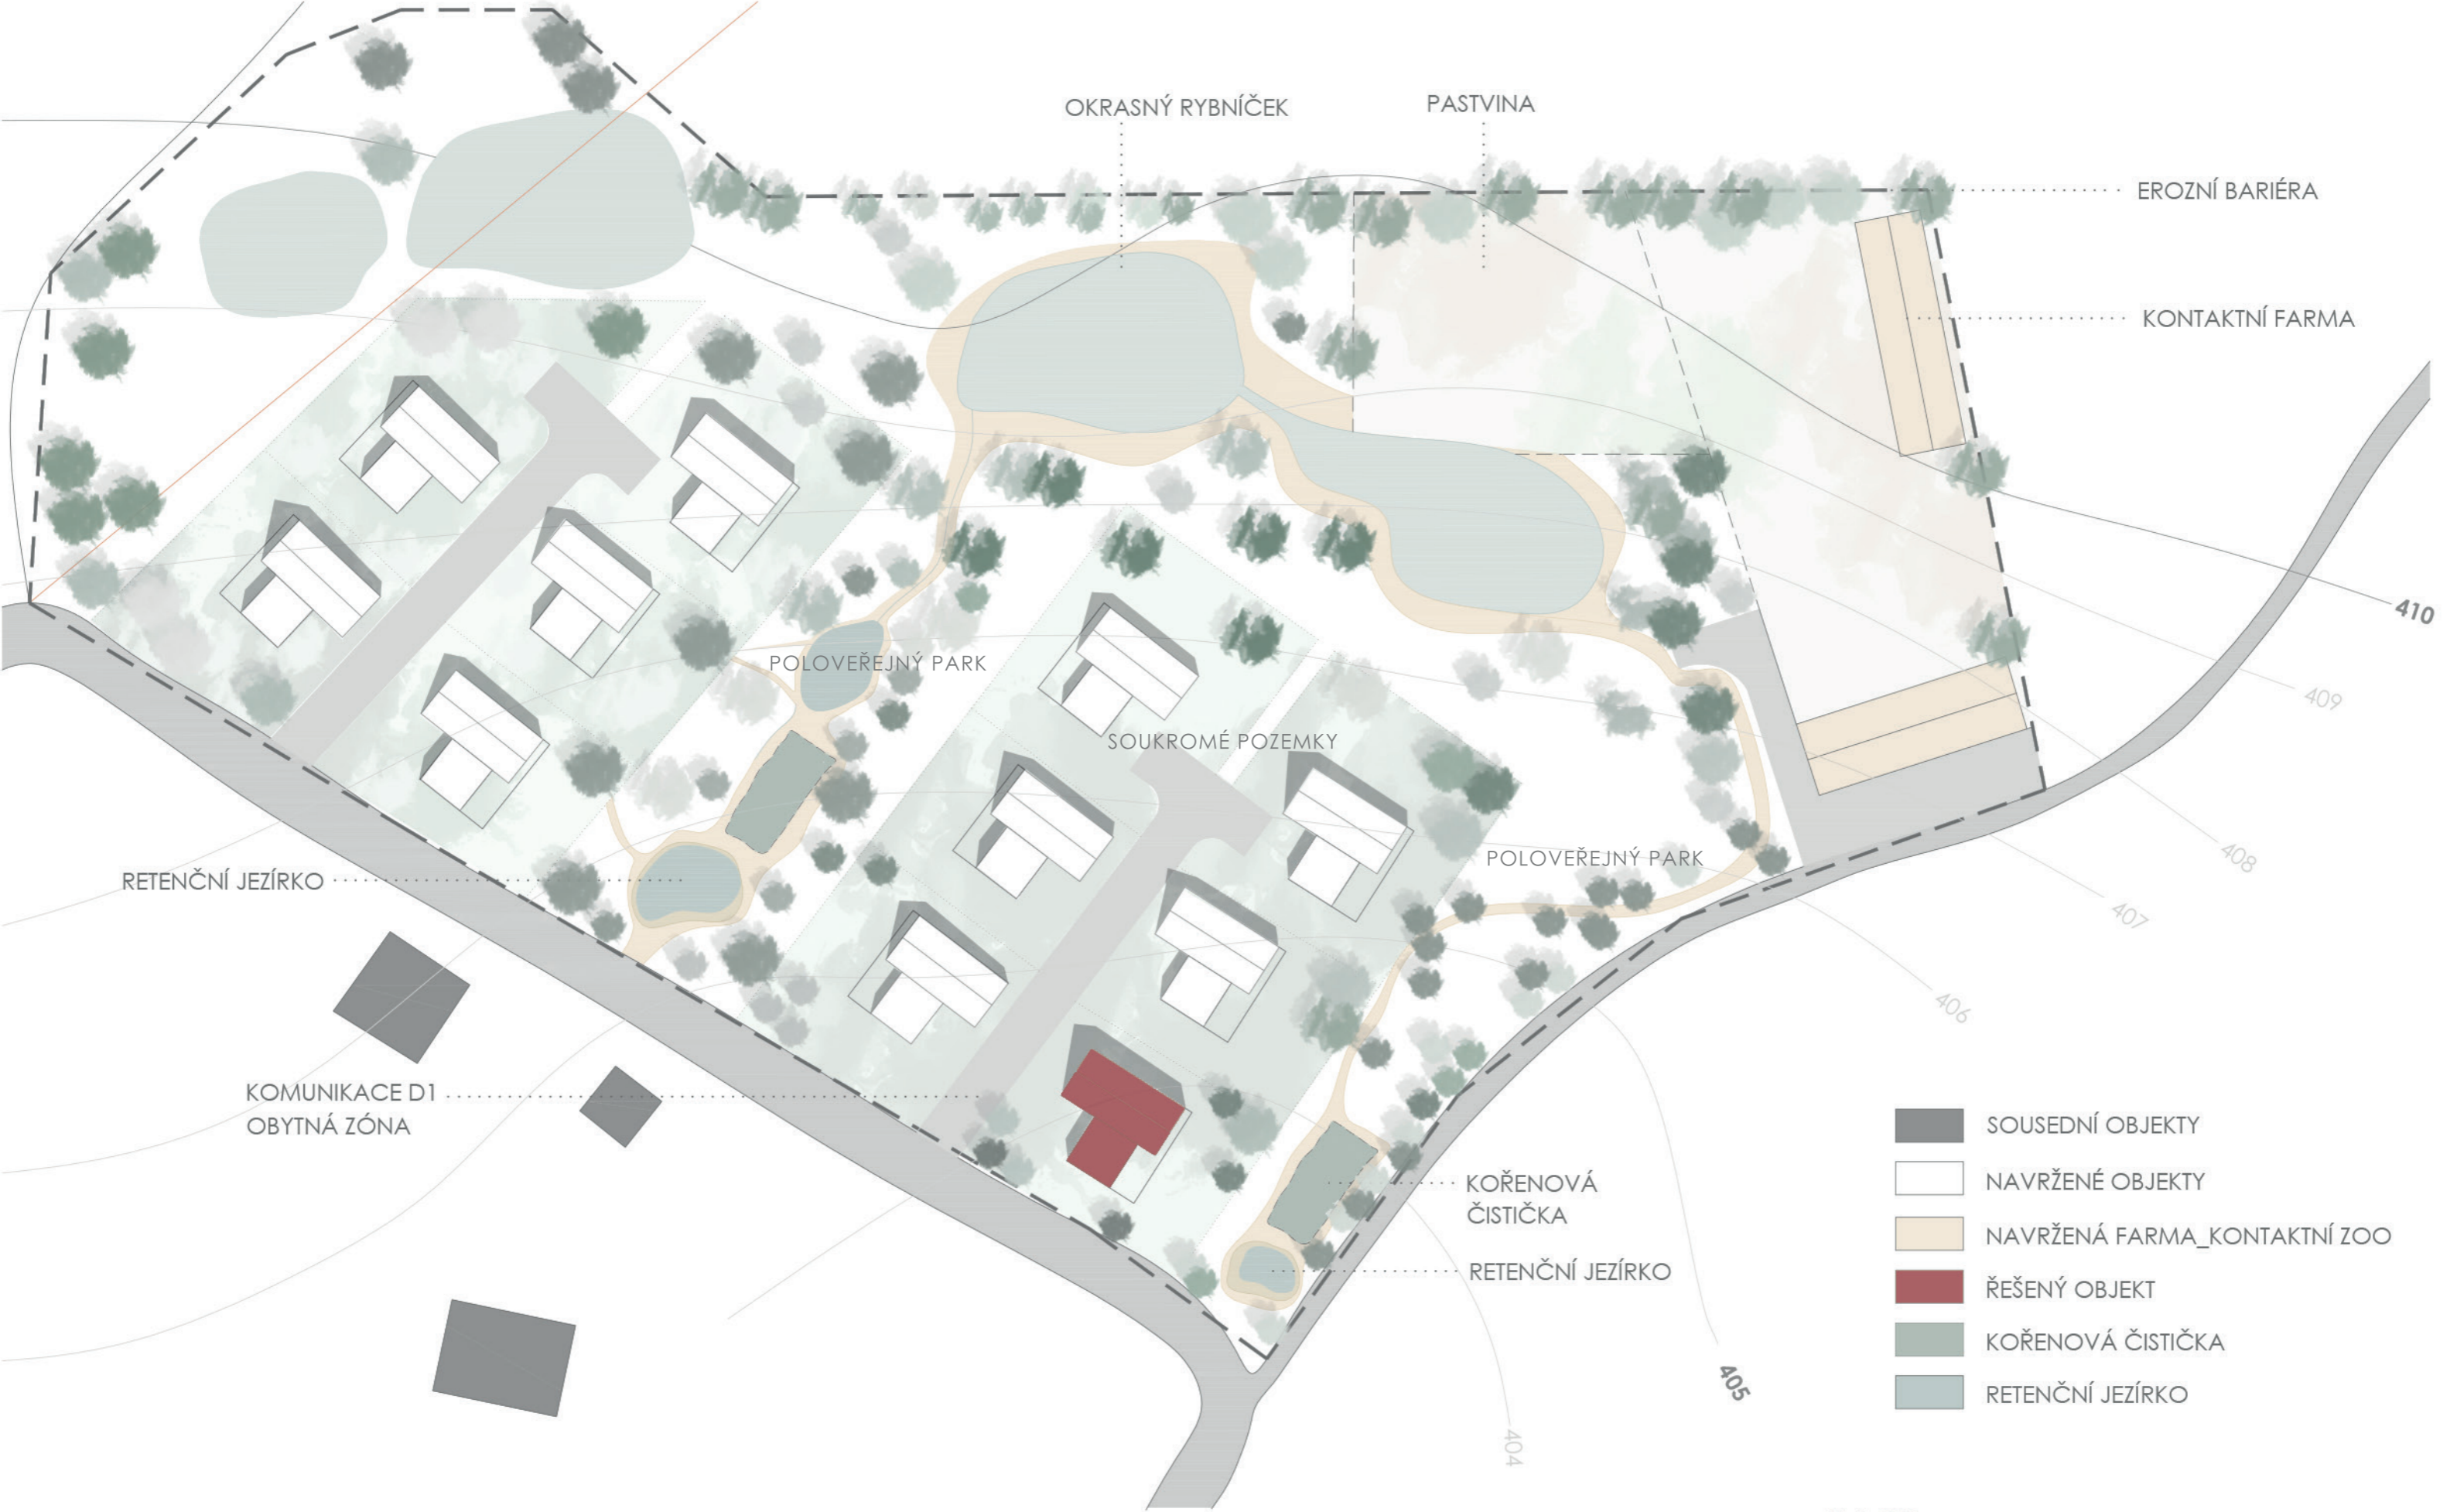 OKRASNÝ RYBNÍČEK
PASTVINA
EROZNÍ BARIÉRA
KONTAKTNÍ FARMA
410
POLOVEŘEJNÝ PARK
409
SOUKROMÉ POZEMKY
408
POLOVEŘEJNÝ PARK
RETENČNÍ JEZÍRKO
407
406
KOMUNIKACE D1
OBYTNÁ ZÓNA
KOŘENOVÁ
ČISTIČKA
RETENČNÍ JEZÍRKO
405
404
SOUSEDNÍ OBJEKTY
NAVRŽENÉ OBJEKTY
NAVRŽENÁ FARMA_KONTAKTNÍ ZOO
ŘEŠENÝ OBJEKT
KOŘENOVÁ ČISTIČKA
RETENČNÍ JEZÍRKO